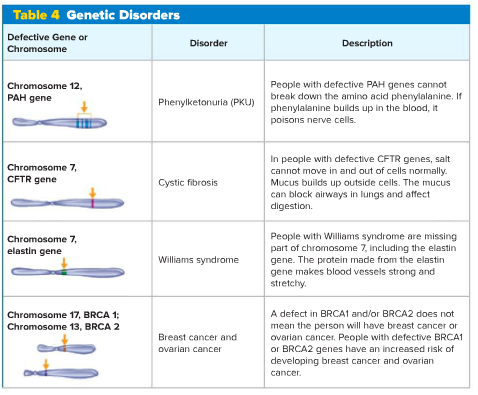 Table 4 Genetic Disorders
Defective Gene or
Chromosome
Disorder
Description
Chromosome 12,
PAH gene
Phenylketonuria (PKU)
People with defective PAH genes cannot
break down the amino acid phenylalanine. If
phenylalanine builds up in the blood, it
poisons nerve cells.
Chromosome 7,
CFTR gene
Cystic fibrosis
In people with defective CFTR genes, salt
cannot move in and out of cells normally.
Mucus builds up outside cells. The mucus
can block airways in lungs and affect
digestion.
Chromosome 7,
elastin gene
Williams syndrome
People with Williams syndrome are missing
part of chromosome 7, including the elastin
gene. The protein made from the elastin
gene makes blood vessels strong and
stretchy.
Chromosome 17, BRCA 1;
Chromosome 13, BRCA 2
Breast cancer and
ovarian cancer
A defect in BRCA1 and/or BRCA2 does not
mean the person will have breast cancer or
ovarian cancer. People with defective BRCA1
or BRCA2 genes have an increased risk of
developing breast cancer and ovarian
cancer.